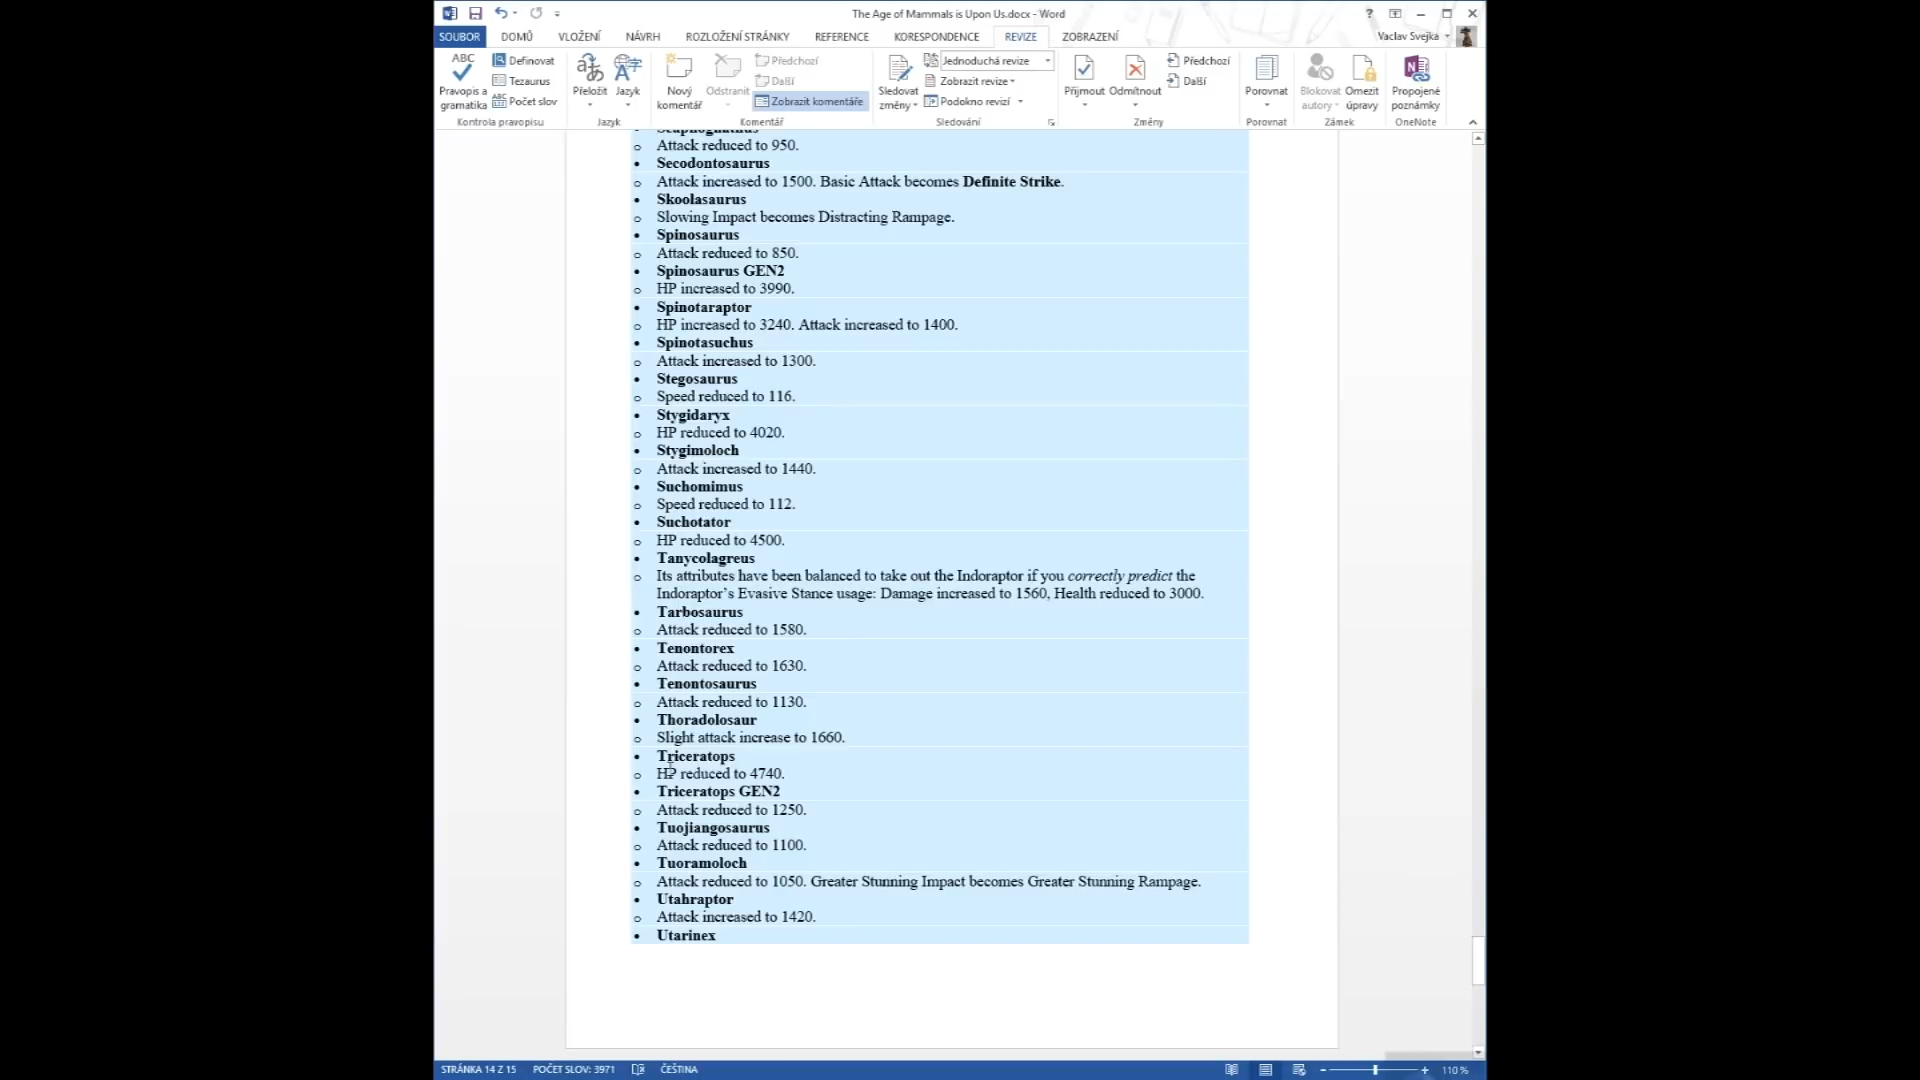 The Age of Mammals is Upon Us.docx - Word
SOUBOR DOMŮ VLOŽENÍ NÁVRH ROZLOŽENÍ STRÁNKY REFERENCE KORESPONDENCE REVIZE ZOBRAZENÍ Vaclav Svejka
ABC Definovat Předchozí Jednoduchá revize Předchozí
Tezaurus Další Zobrazit revize Další
Pravopis a gramatika Počet slov Přeložit Jazyk Nový komentář Odstranit Zobrazit komentáře Sledovat změny Podokno revizí Přijmout Odmítnout Porovnat Blokovat autory Omezit úpravy Propojené poznámky
Kontrola pravopisu Jazyk Komentář Sledování Změny Porovnat Zámek OneNote
Scaphognathus
Attack reduced to 950.
Secodontosaurus
Attack increased to 1500. Basic Attack becomes Definite Strike.
Skoolasaurus
Slowing Impact becomes Distracting Rampage.
Spinosaurus
Attack reduced to 850.
Spinosaurus GEN2
HP increased to 3990.
Spinotaraptor
HP increased to 3240. Attack increased to 1400.
Spinotasuchus
Attack increased to 1300.
Stegosaurus
Speed reduced to 116.
Stygidaryx
HP reduced to 4020.
Stygimoloch
Attack increased to 1440.
Suchomimus
Speed reduced to 112.
Suchotator
HP reduced to 4500.
Tanycolagreus
Its attributes have been balanced to take out the Indoraptor if you correctly predict the
Indoraptor’s Evasive Stance usage: Damage increased to 1560, Health reduced to 3000.
Tarbosaurus
Attack reduced to 1580.
Tenontorex
Attack reduced to 1630.
Tenontosaurus
Attack reduced to 1130.
Thoradolosaur
Slight attack increase to 1660.
Triceratops
HP reduced to 4740.
Triceratops GEN2
Attack reduced to 1250.
Tuojiangosaurus
Attack reduced to 1100.
Tuoramoloch
Attack reduced to 1050. Greater Stunning Impact becomes Greater Stunning Rampage.
Utahraptor
Attack increased to 1420.
Utarinex
STRÁNKA 14 Z 15 POČET SLOV: 3971 ČEŠTINA 110 %